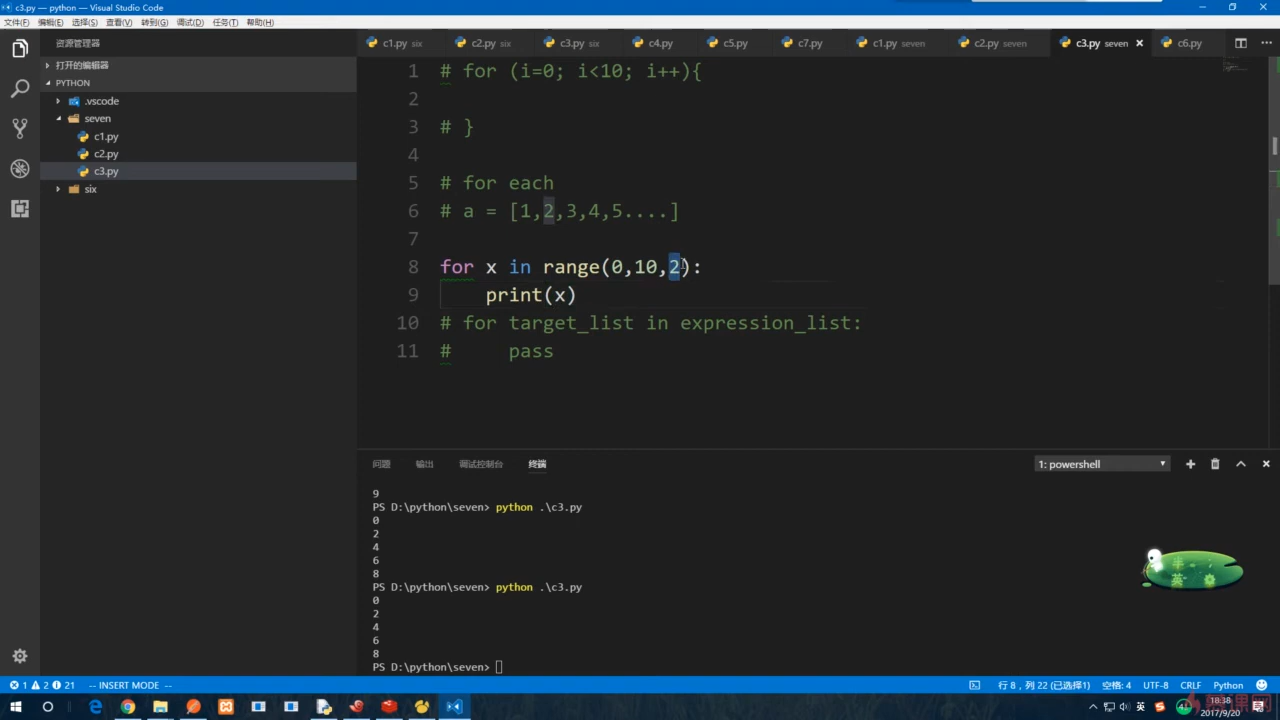 c3.py — python — Visual Studio Code
文件(F) 编辑(E) 选择(S) 查看(V) 转到(G) 调试(D) 任务(T) 帮助(H)
资源管理器
打开的编辑器
PYTHON
.vscode
seven
c1.py
c2.py
c3.py
six
c1.py six c2.py six c3.py six c4.py c5.py c7.py c1.py seven c2.py seven c3.py seven c6.py
1 # for (i=0; i<10; i++){
2
3 # }
4
5 # for each
6 # a = [1,2,3,4,5....]
7
8 for x in range(0,10,2):
9 print(x)
10 # for target_list in expression_list:
11 # pass
问题 输出 调试控制台 终端 1: powershell
9
PS D:\python\seven> python .\c3.py
0
2
4
6
8
PS D:\python\seven> python .\c3.py
0
2
4
6
8
PS D:\python\seven>
半
英
1 2 21 -- INSERT MODE -- 行 8，列 22 (已选择1) 空格: 4 UTF-8 CRLF Python
英 18:38
2017/9/20